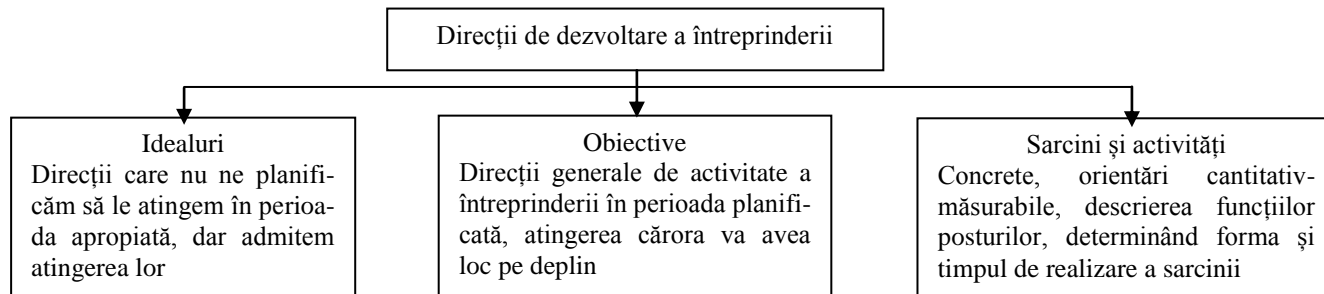 Direcții de dezvoltare a întreprinderii
Idealuri
Direcții care nu ne planifi-
căm să le atingem în perioa-
da apropiată, dar admitem
atingerea lor
Obiective
Direcții generale de activitate a
întreprinderii în perioada planifi-
cată, atingerea cărora va avea
loc pe deplin
Sarcini și activități
Concrete, orientări cantitativ-
măsurabile, descrierea funcțiilor
posturilor, determinând forma și
timpul de realizare a sarcinii